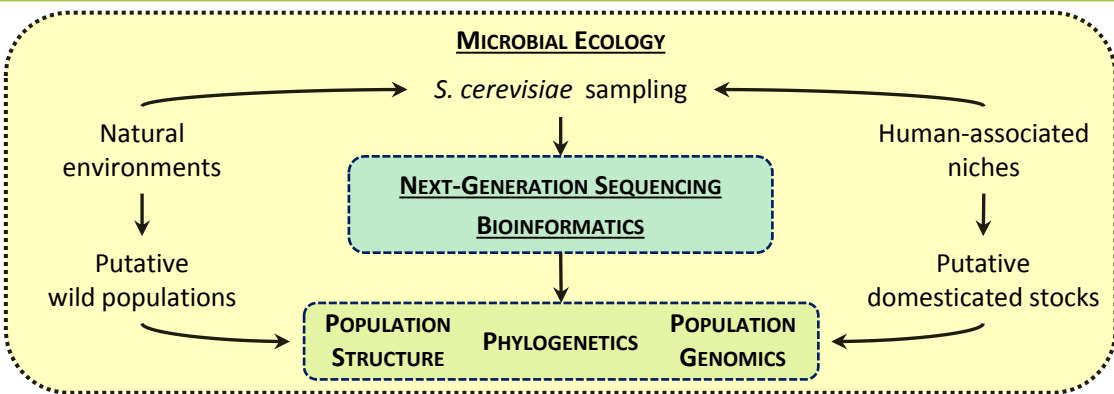 MICROBIAL ECOLOGY
S. cerevisiae sampling
Natural
environments
Human-associated
niches
NEXT-GENERATION SEQUENCING
BIOINFORMATICS
Putative
wild populations
Putative
domesticated stocks
POPULATION
STRUCTURE
PHYLOGENETICS
POPULATION
GENOMICS